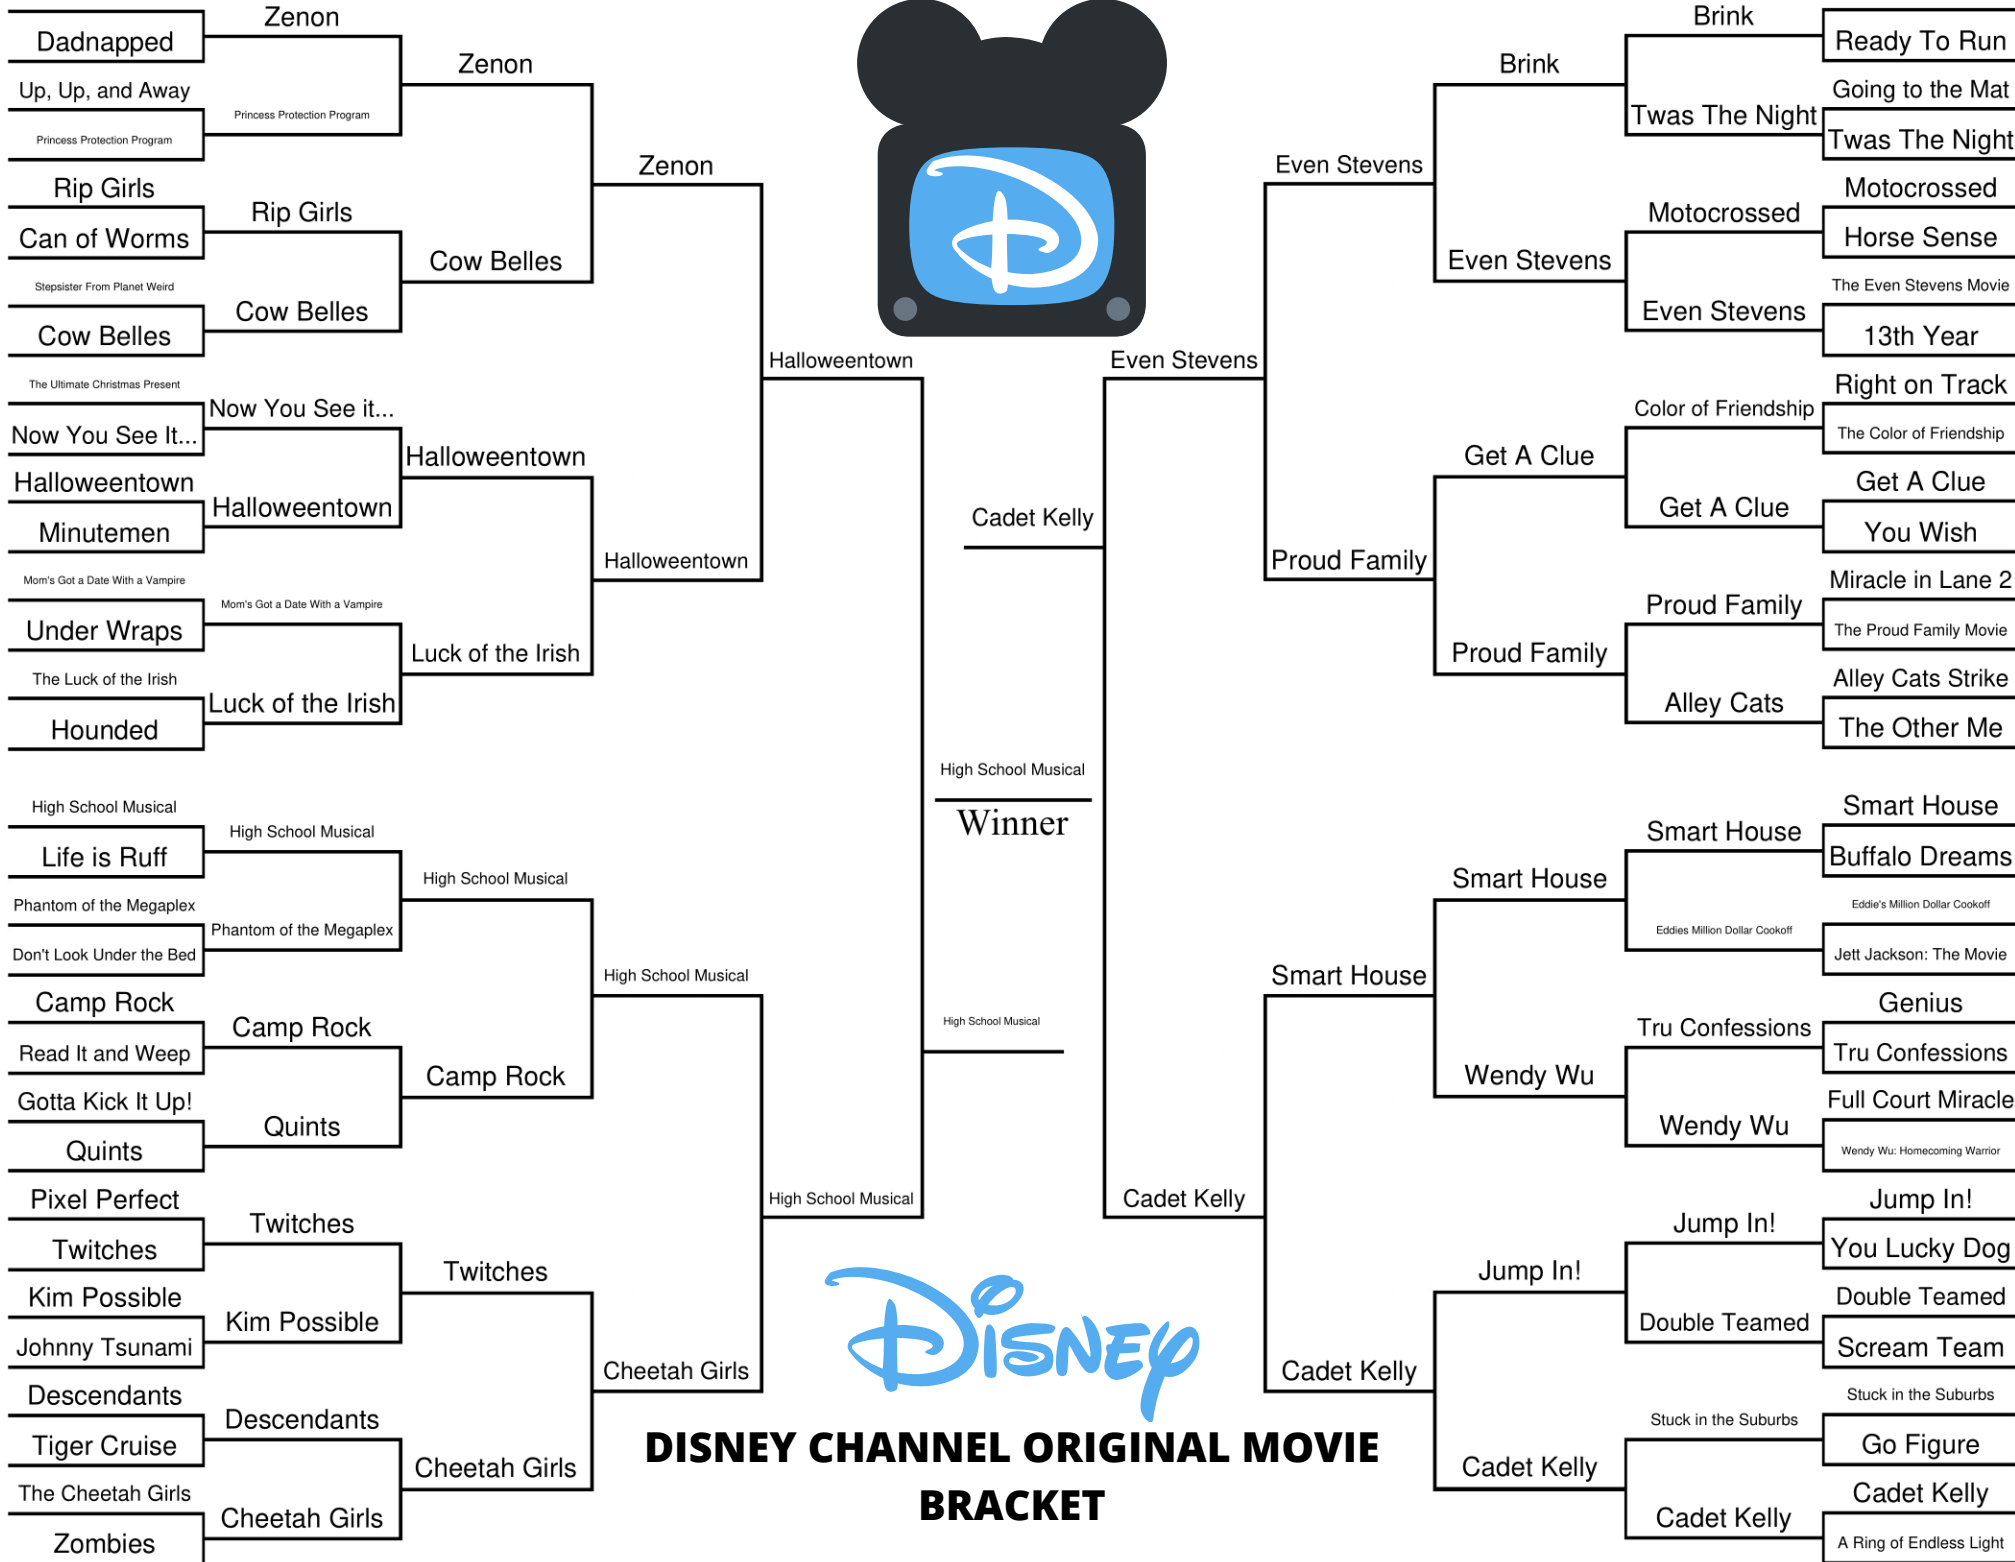 Zenon
Dadnapped
Up, Up, and Away
Princess Protection Program
Rip Girls
Can of Worms
Stepsister From Planet Weird
Cow Belles
The Ultimate Christmas Present
Now You See It...
Halloweentown
Minutemen
Mom's Got a Date With a Vampire
Under Wraps
The Luck of the Irish
Hounded
High School Musical
Life is Ruff
Phantom of the Megaplex
Don't Look Under the Bed
Camp Rock
Read It and Weep
Gotta Kick It Up!
Quints
Pixel Perfect
Twitches
Kim Possible
Johnny Tsunami
Descendants
Tiger Cruise
The Cheetah Girls
Zombies
Princess Protection Program
Rip Girls
Cow Belles
Now You See it...
Halloweentown
Mom's Got a Date With a Vampire
Luck of the Irish
High School Musical
Phantom of the Megaplex
Camp Rock
Quints
Twitches
Kim Possible
Descendants
Cheetah Girls
Zenon
Cow Belles
Halloweentown
Luck of the Irish
High School Musical
Camp Rock
Twitches
Cheetah Girls
Zenon
Halloweentown
High School Musical
Cheetah Girls
Halloweentown
High School Musical
D
Cadet Kelly
High School Musical
Winner
High School Musical
Disney
DISNEY CHANNEL ORIGINAL MOVIE
BRACKET
Even Stevens
Cadet Kelly
Even Stevens
Proud Family
Smart House
Cadet Kelly
Brink
Even Stevens
Get A Clue
Proud Family
Smart House
Wendy Wu
Jump In!
Cadet Kelly
Brink
Twas The Night
Motocrossed
Even Stevens
Color of Friendship
Get A Clue
Proud Family
Alley Cats
Smart House
Eddies Million Dollar Cookoff
Tru Confessions
Wendy Wu
Jump In!
Double Teamed
Stuck in the Suburbs
Cadet Kelly
Ready To Run
Going to the Mat
Twas The Night
Motocrossed
Horse Sense
The Even Stevens Movie
13th Year
Right on Track
The Color of Friendship
Get A Clue
You Wish
Miracle in Lane 2
The Proud Family Movie
Alley Cats Strike
The Other Me
Smart House
Buffalo Dreams
Eddie's Million Dollar Cookoff
Jett Jackson: The Movie
Genius
Tru Confessions
Full Court Miracle
Wendy Wu: Homecoming Warrior
Jump In!
You Lucky Dog
Double Teamed
Scream Team
Stuck in the Suburbs
Go Figure
Cadet Kelly
A Ring of Endless Light